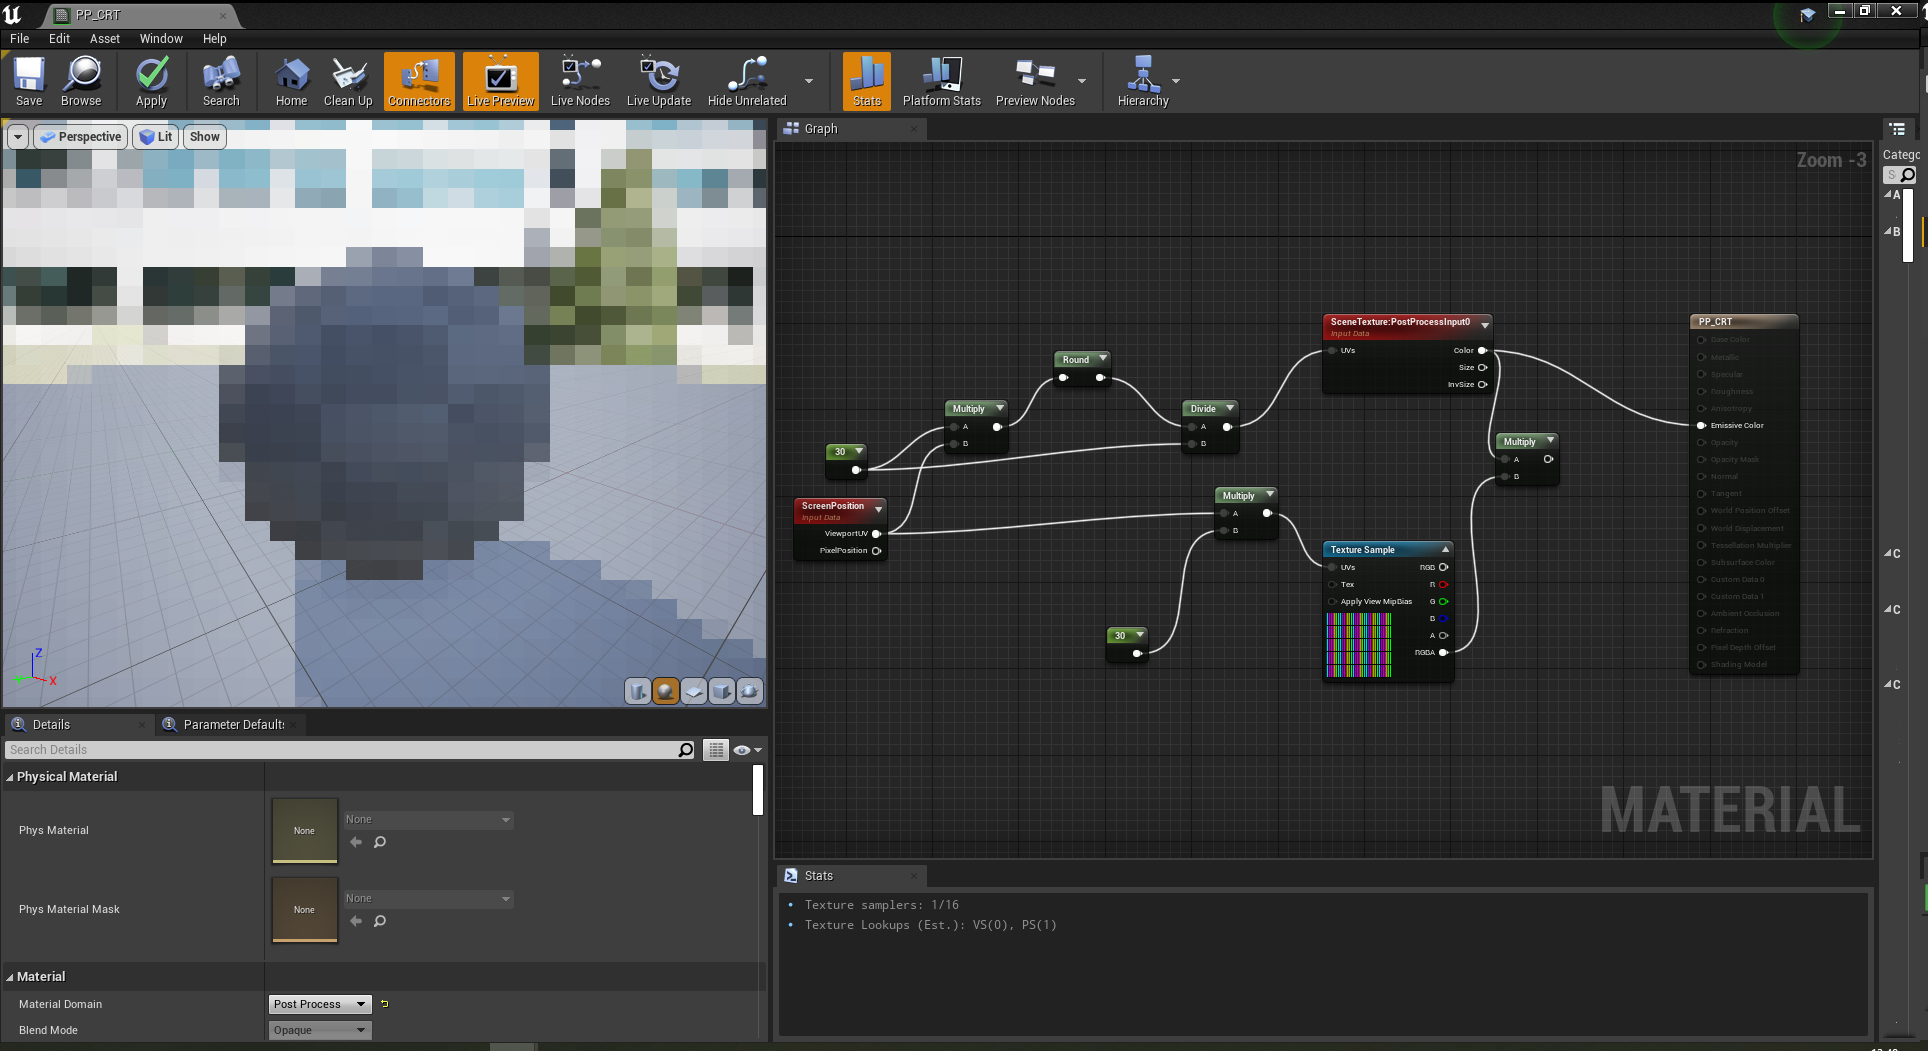 PP_CRT
File Edit Asset Window Help
Save Browse Apply Search Home Clean Up Connectors Live Preview Live Nodes Live Update Hide Unrelated Stats Platform Stats Preview Nodes Hierarchy
Perspective Lit Show
Z
X
Graph
Zoom -3
Catego
S
A
B
C
C
C
SceneTexture:PostProcessInput0
Input Data
UVs Color
Size
InvSize
Round
Multiply
A
B
Divide
A
B
30
ScreenPosition
Input Data
ViewportUV
PixelPosition
Multiply
A
B
30
Texture Sample
UVs RGB
Tex R
Apply View MipBias G
B
A
RGBA
Multiply
A
B
PP_CRT
Base Color
Metallic
Specular
Roughness
Anisotropy
Emissive Color
Opacity
Opacity Mask
Normal
Tangent
World Position Offset
World Displacement
Tessellation Multiplier
Subsurface Color
Custom Data 0
Custom Data 1
Ambient Occlusion
Refraction
Pixel Depth Offset
Shading Model
MATERIAL
Details Parameter Default
Search Details
Physical Material
Phys Material None None
Phys Material Mask None None
Material
Material Domain Post Process
Blend Mode Opaque
Stats
Texture samplers: 1/16
Texture Lookups (Est.): VS(0), PS(1)